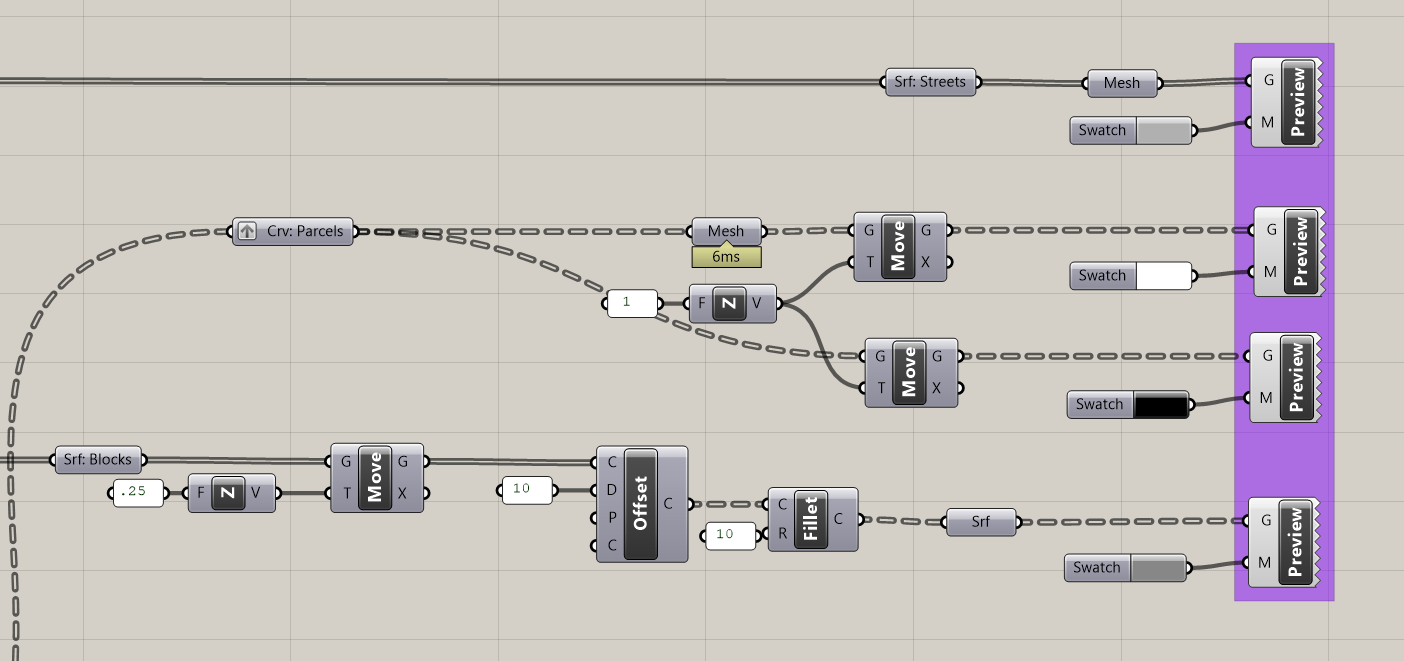 Srf: Streets
Mesh
Swatch
G
M
Preview
Crv: Parcels
Mesh
6ms
G
T
Move
G
X
G
M
Preview
Swatch
1
F
Z
V
G
T
Move
G
X
G
M
Preview
Swatch
Srf: Blocks
.25
F
Z
V
G
T
Move
G
X
10
C
D
P
C
Offset
C
10
C
R
Fillet
C
Srf
Swatch
G
M
Preview